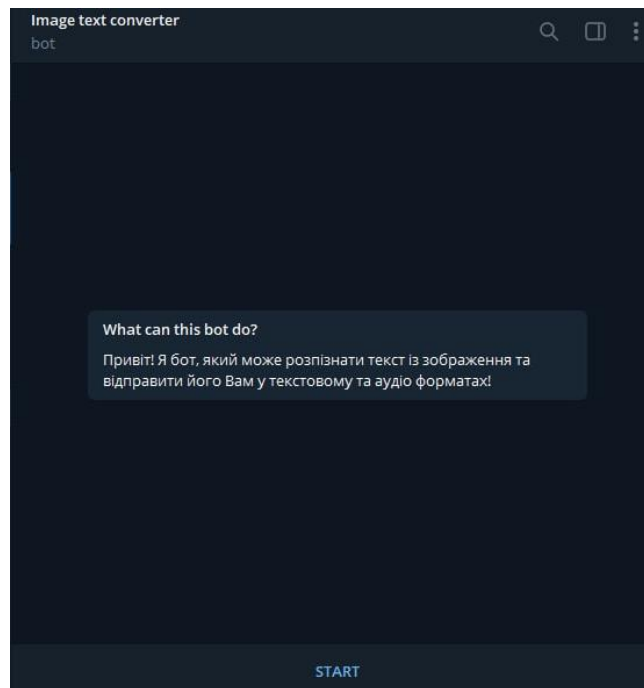 Image text converter
bot
What can this bot do?
Привіт! Я бот, який може розпізнати текст із зображення та
відправити його Вам у текстовому та аудіо форматах!
START